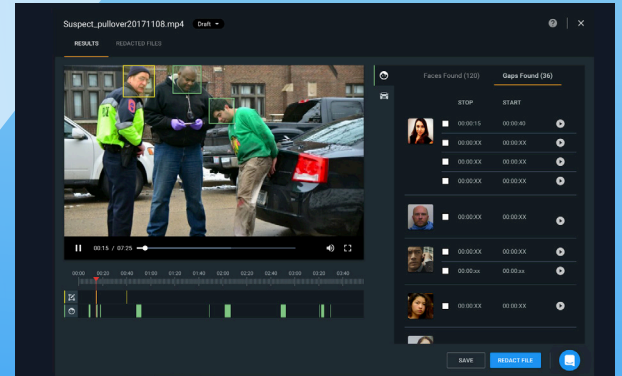 Suspect_pullover20171108.mp4 Draft
RESULTS REDACTED FILES
Faces Found (120) Gaps Found (36)
STOP START
00:00:15 00:00:40
00:00:XX 00:00:XX
00:00:XX 00:00:XX
00:00:XX 00:00:XX
00:00:XX 00:00:XX
00:00:XX 00:00:XX
00:00:xx 00:00:xx
00:00:XX 00:00:XX
00:15 / 07:25
00:00 00:20 00:40 01:00 01:20 01:40 02:00 02:20 02:40 03:00 03:20 03:40
SAVE REDACT FILE